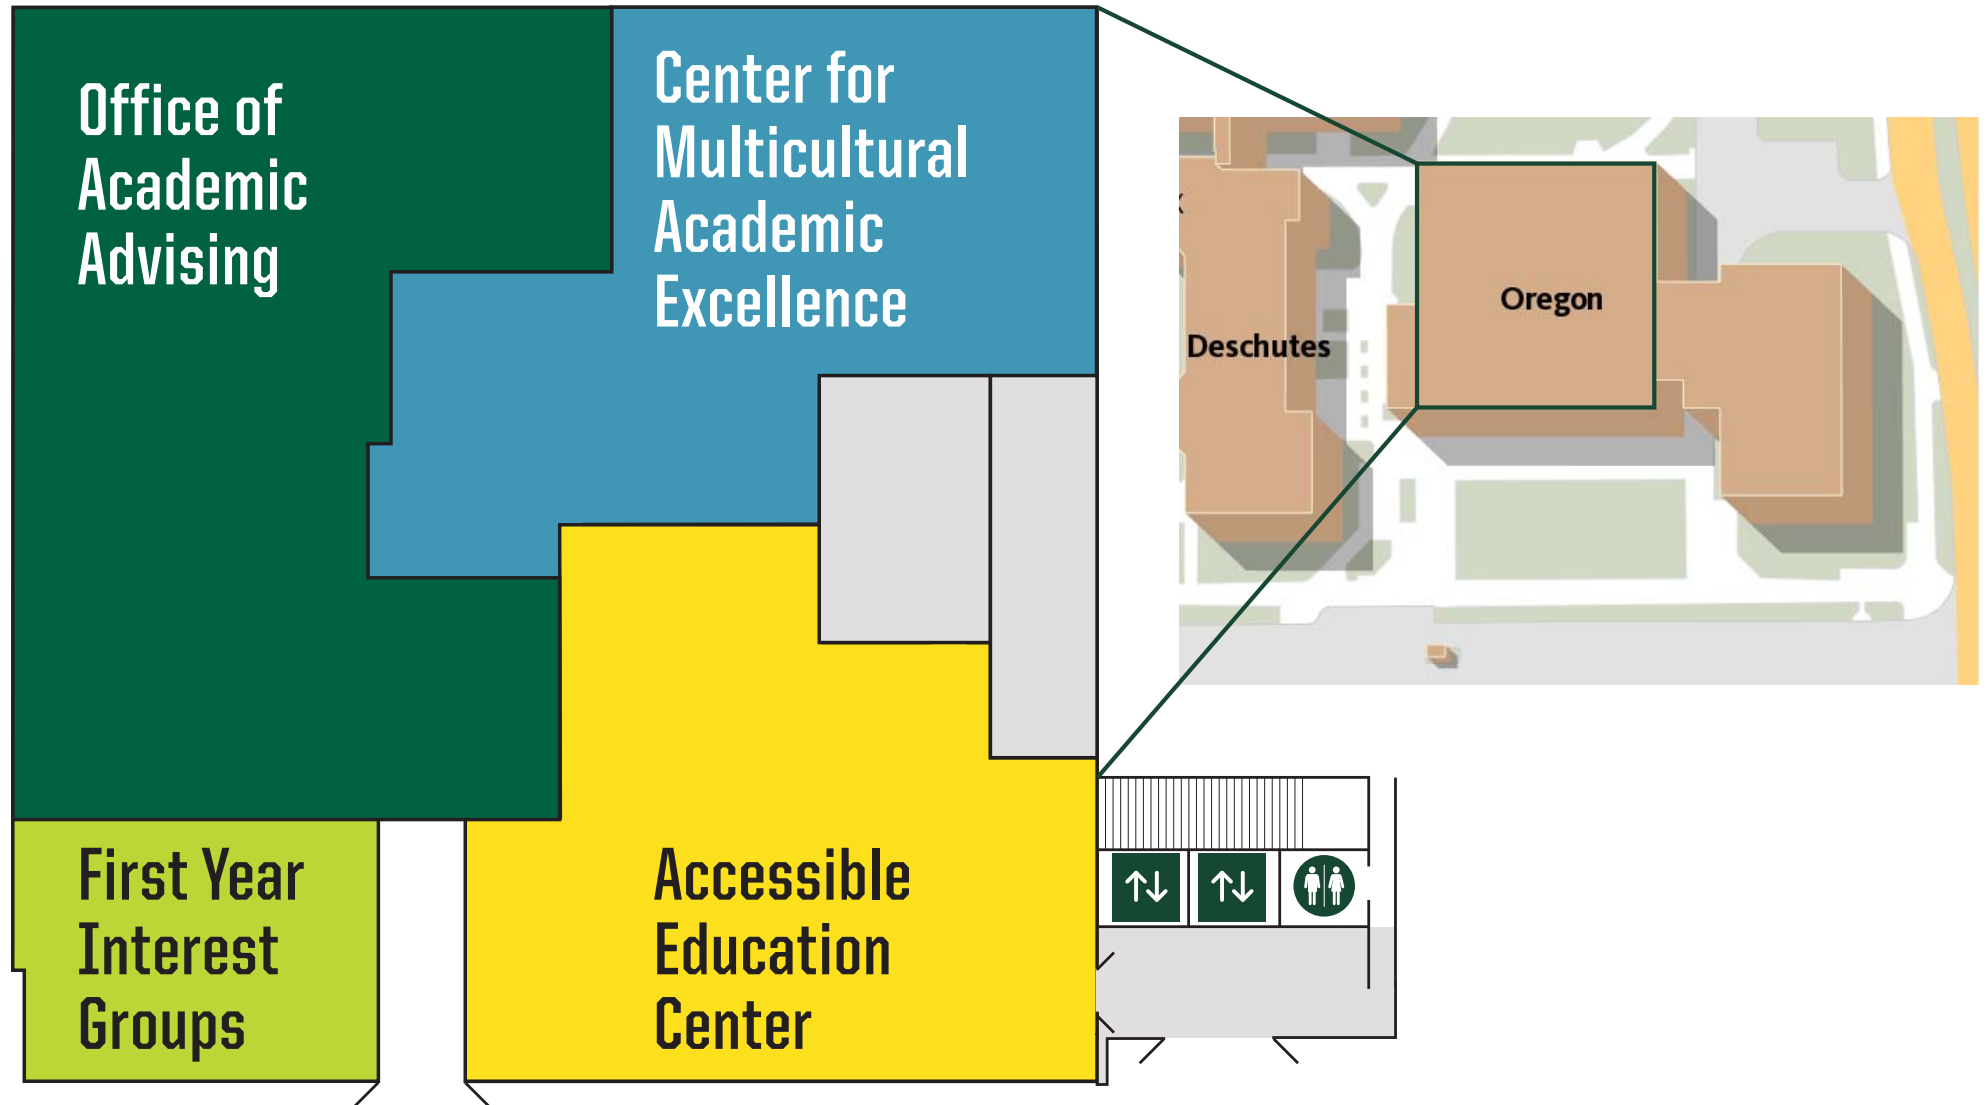 Office of
Academic
Advising
Center for
Multicultural
Academic
Excellence
First Year
Interest
Groups
Accessible
Education
Center
Oregon
Deschutes